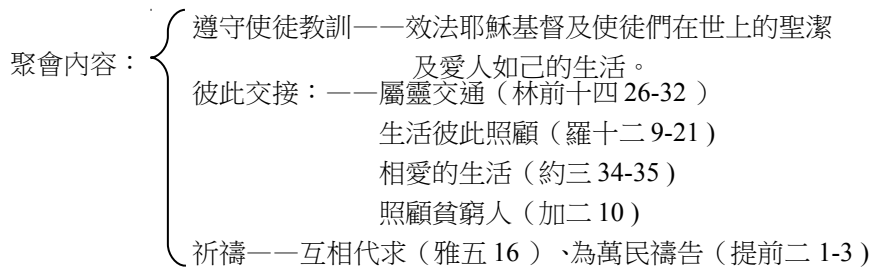 遵守使徒教訓——效法耶穌基督及使徒們在世上的聖潔
聚會內容：
及愛人如己的生活。
彼此交接：——屬靈交通（林前十四 26-32 ）
生活彼此照顧（羅十二 9-21 )
相愛的生活（約三 34-35 )
照顧貧窮人（加二 10 )
祈禱——互相代求（雅五 16 ）、為萬民禱告（提前二 1-3 )